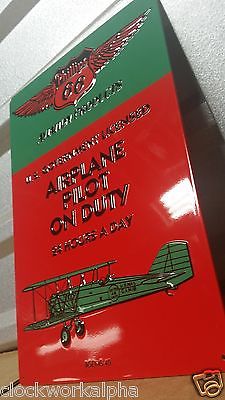 Phillips
66
U.S. GOVERNMENT LICENSED
AIRPLANE
PILOT
ON DUTY
24 HOURS A DAY
clockworkalpha